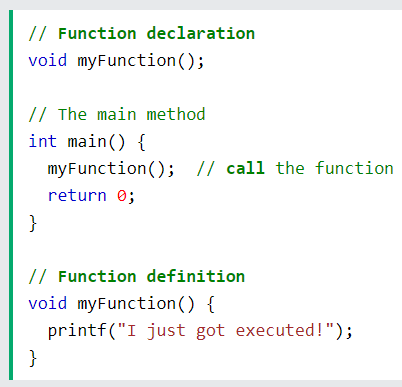 // Function declaration
void myFunction();

// The main method
int main() {
  myFunction();  // call the function
  return 0;
}

// Function definition
void myFunction() {
  printf("I just got executed!");
}